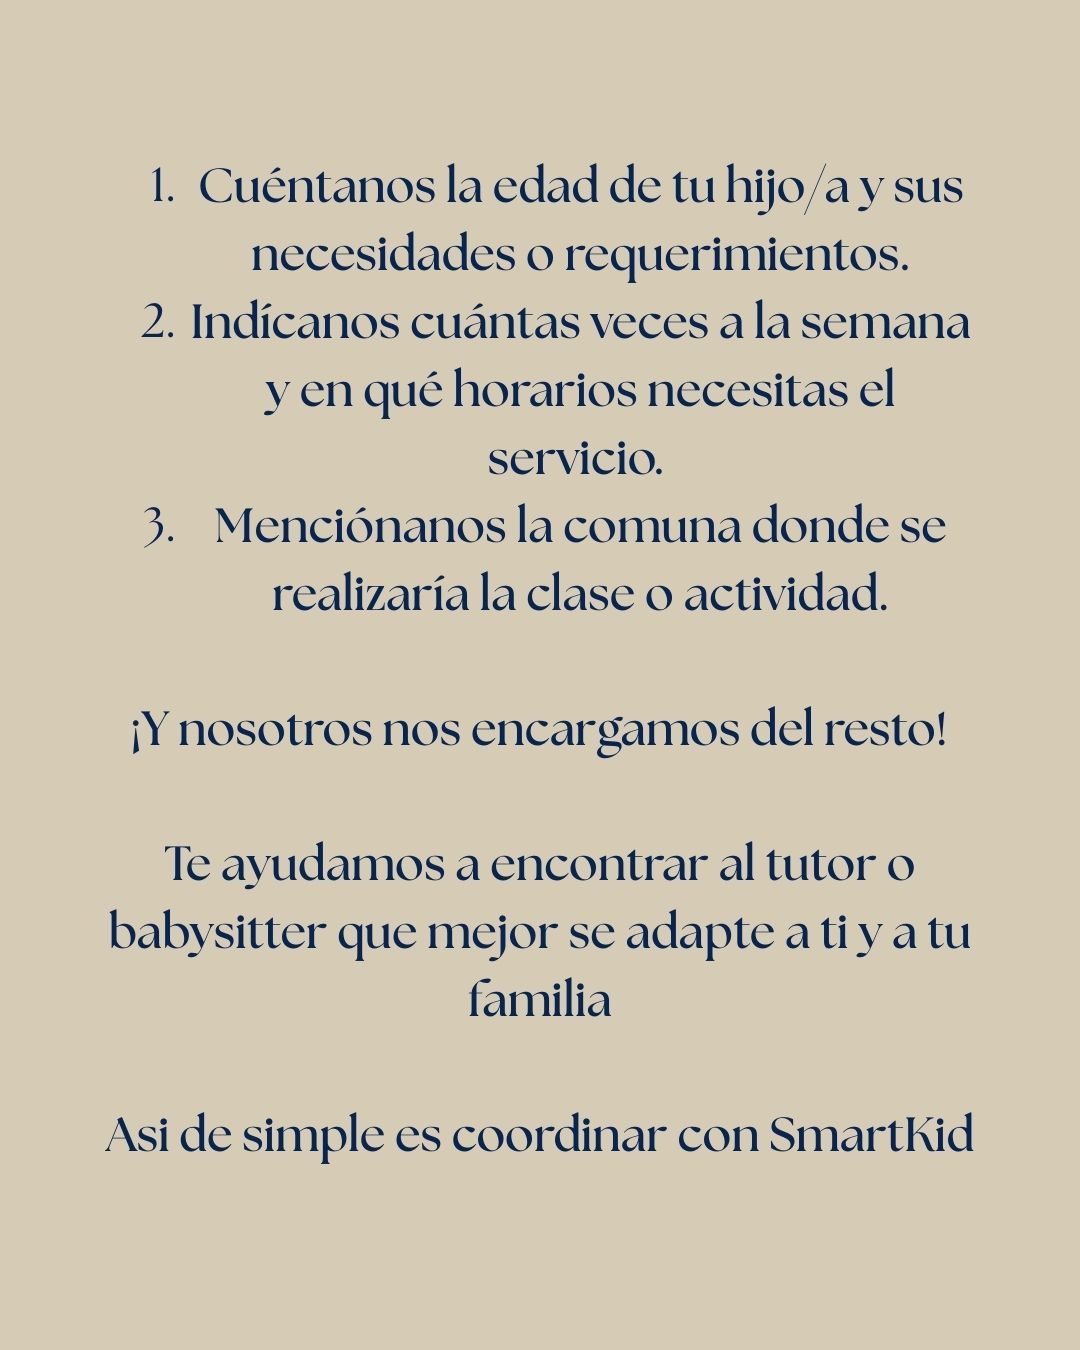 1. Cuéntanos la edad de tu hijo/a y sus
necesidades o requerimientos.
2. Indícanos cuántas veces a la semana
y en qué horarios necesitas el
servicio.
3. Menciónanos la comuna donde se
realizaría la clase o actividad.
¡Y nosotros nos encargamos del resto!
Te ayudamos a encontrar al tutor o
babysitter que mejor se adapte a ti y a tu
familia
Asi de simple es coordinar con SmartKid